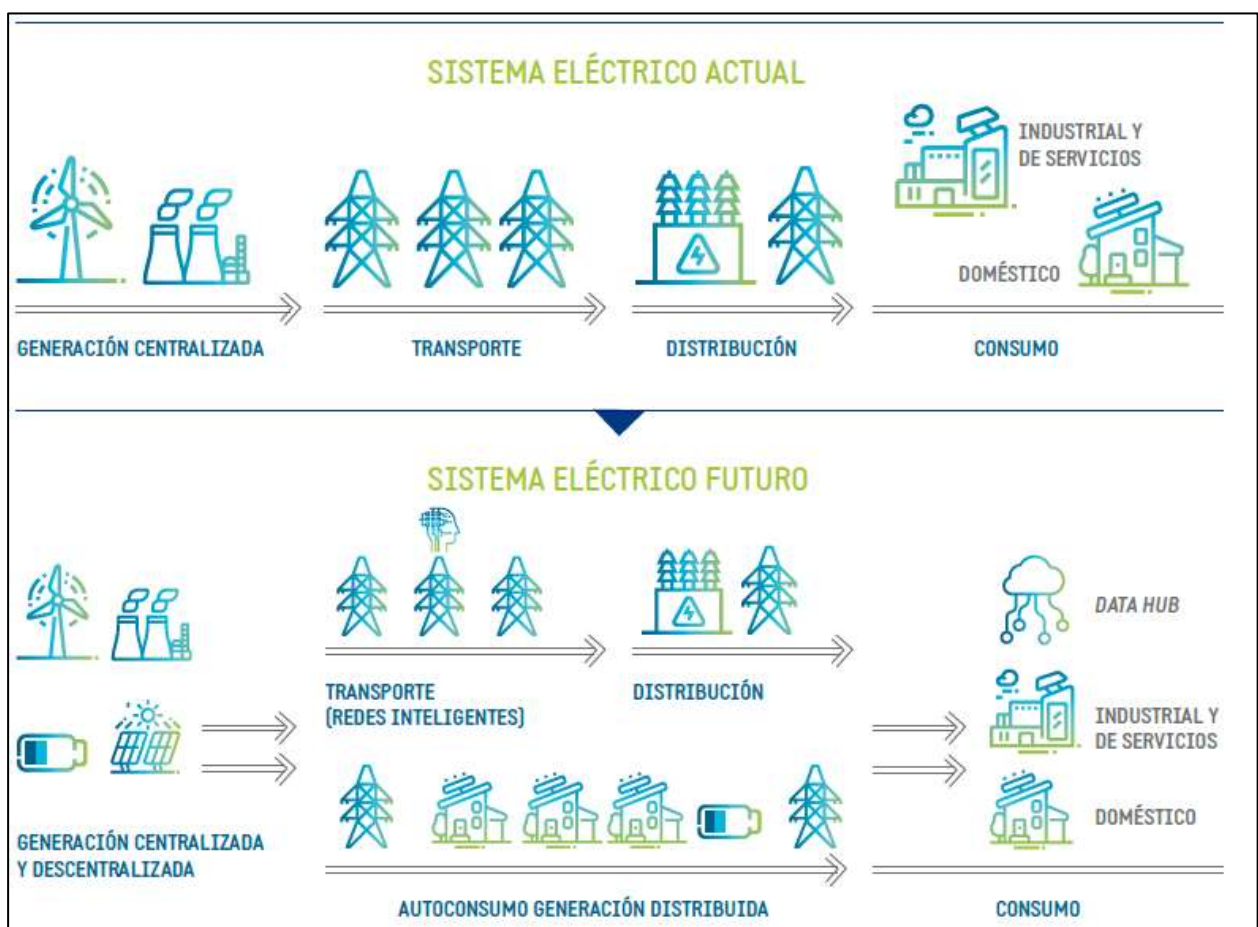 SISTEMA ELÉCTRICO ACTUAL
INDUSTRIAL Y
DE SERVICIOS
DOMÉSTICO
GENERACIÓN CENTRALIZADA
TRANSPORTE
DISTRIBUCIÓN
CONSUMO
SISTEMA ELÉCTRICO FUTURO
DATA HUB
TRANSPORTE
(REDES INTELIGENTES)
DISTRIBUCIÓN
INDUSTRIAL Y
DE SERVICIOS
DOMÉSTICO
GENERACIÓN CENTRALIZADA
Y DESCENTRALIZADA
AUTOCONSUMO GENERACIÓN DISTRIBUIDA
CONSUMO